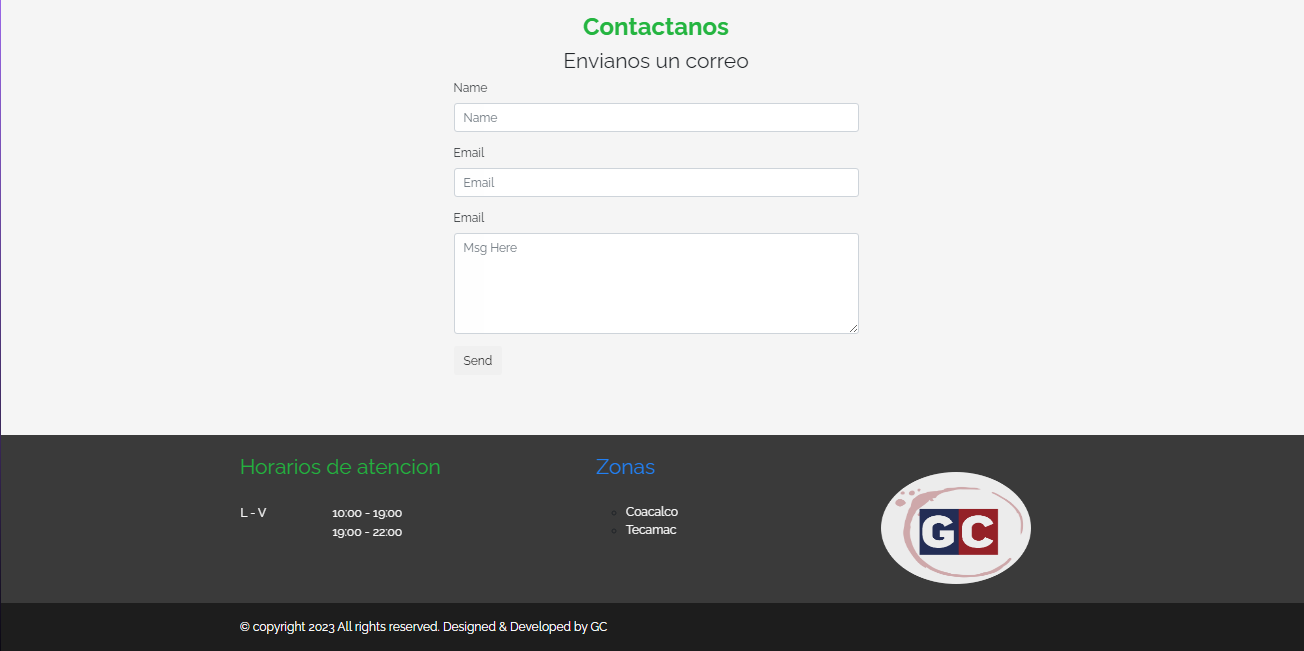 Contactanos
Envianos un correo
Name
Name
Email
Email
Email
Msg Here
Send
Horarios de atencion
L - V 10:00 - 19:00
19:00 - 22:00
Zonas
Coacalco
Tecamac
GC
© copyright 2023 All rights reserved. Designed & Developed by GC